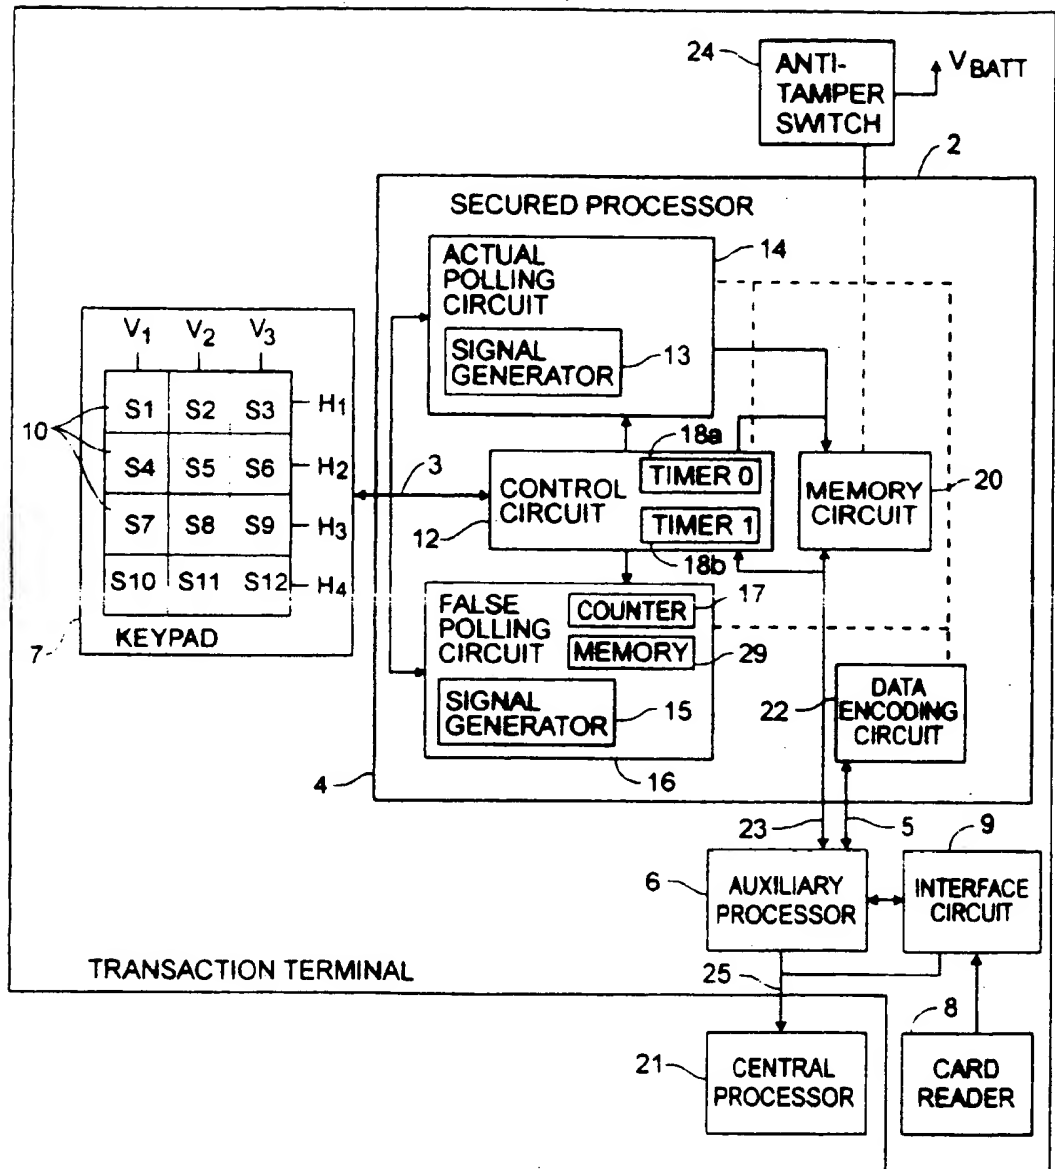 24
ANTI-
TAMPER
SWITCH
VBATT
2
SECURED PROCESSOR
ACTUAL
POLLING
CIRCUIT
14
SIGNAL
GENERATOR
13
V1 V2 V3
S1 S2 S3 H1
10
S4 S5 S6 H2
S7 S8 S9 H3
S10 S11 S12 H4
KEYPAD
7
3
18a
TIMER 0
CONTROL
CIRCUIT
12
TIMER 1
18b
MEMORY
CIRCUIT
20
FALSE
POLLING
CIRCUIT
COUNTER
17
MEMORY
29
SIGNAL
GENERATOR
15
16
4
22
DATA
ENCODING
CIRCUIT
23
5
9
6
AUXILIARY
PROCESSOR
INTERFACE
CIRCUIT
TRANSACTION TERMINAL
25
8
21
CENTRAL
PROCESSOR
CARD
READER